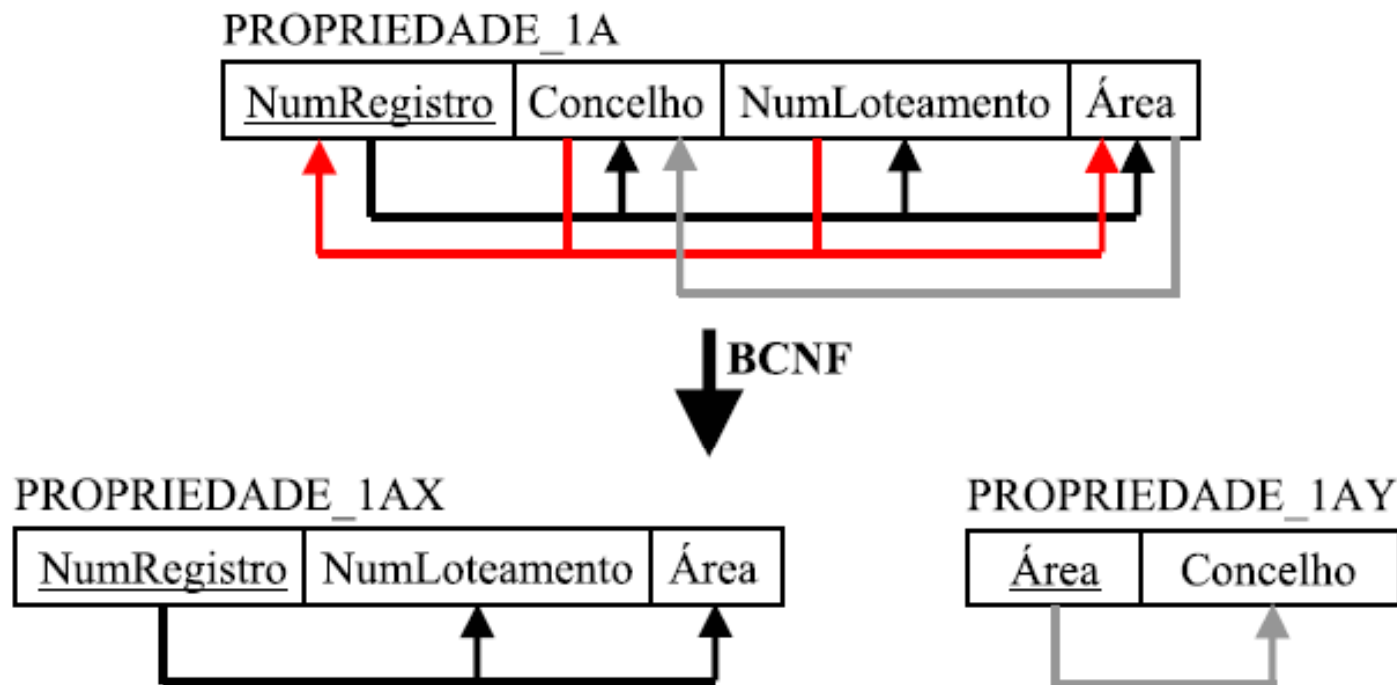 PROPRIEDADE_1A
NumRegistro Concelho NumLoteamento Área
BCNF
PROPRIEDADE_1AX PROPRIEDADE_1AY
NumRegistro NumLoteamento Área Área Concelho